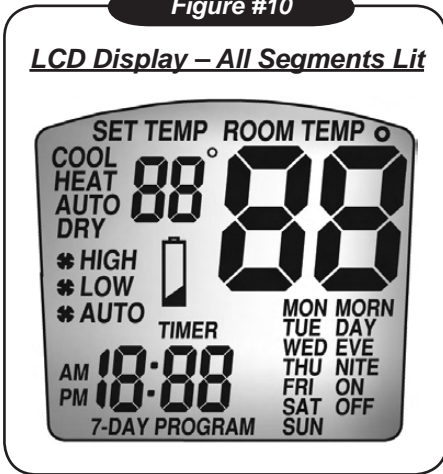 Figure #10
LCD Display – All Segments Lit
SET TEMP ROOM TEMP
COOL
HEAT
AUTO
DRY
88°
88°
HIGH
LOW
AUTO
TIMER
AM
PM
18:88
7-DAY PROGRAM
MON MORN
TUE DAY
WED EVE
THU NITE
FRI ON
SAT OFF
SUN